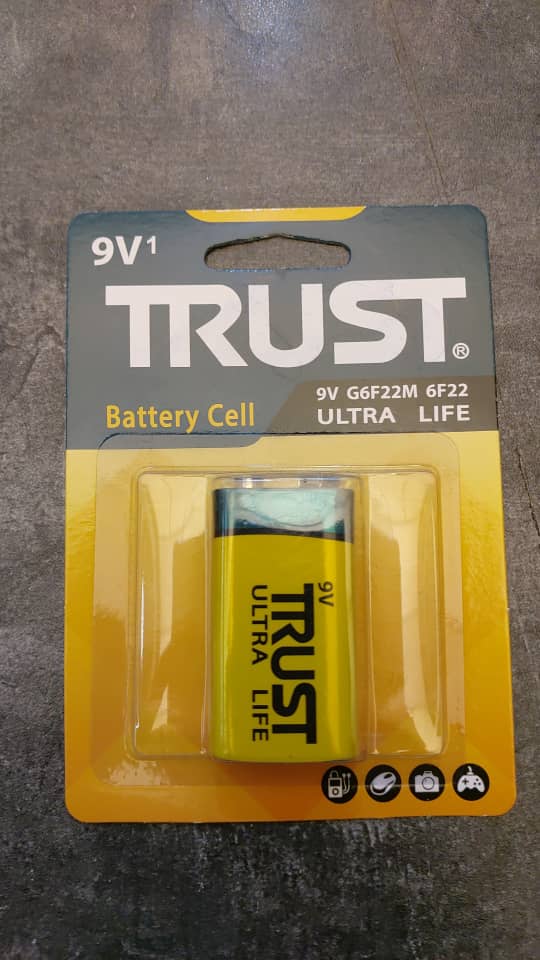 9V1
TRUST®
9V G6F22M 6F22
Battery Cell
ULTRA LIFE
9V
TRUST
ULTRA LIFE